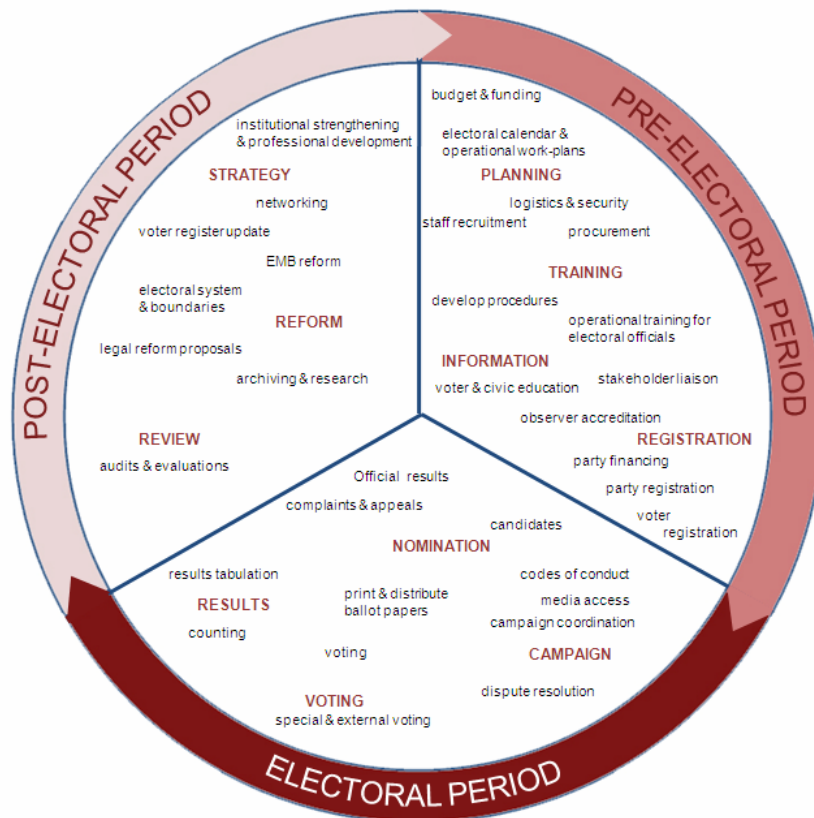 PRE-ELECTORAL PERIOD
budget & funding
electoral calendar &
operational work-plans
PLANNING
logistics & security
staff recruitment
procurement
TRAINING
develop procedures
operational training for
electoral officials
INFORMATION
voter & civic education
stakeholder liaison
observer accreditation
REGISTRATION
party financing
party registration
voter
registration
ELECTORAL PERIOD
candidates
NOMINATION
codes of conduct
media access
campaign coordination
CAMPAIGN
dispute resolution
print & distribute
ballot papers
voting
VOTING
special & external voting
counting
RESULTS
results tabulation
complaints & appeals
Official results
POST-ELECTORAL PERIOD
audits & evaluations
REVIEW
archiving & research
legal reform proposals
REFORM
electoral system
& boundaries
EMB reform
voter register update
networking
STRATEGY
institutional strengthening
& professional development